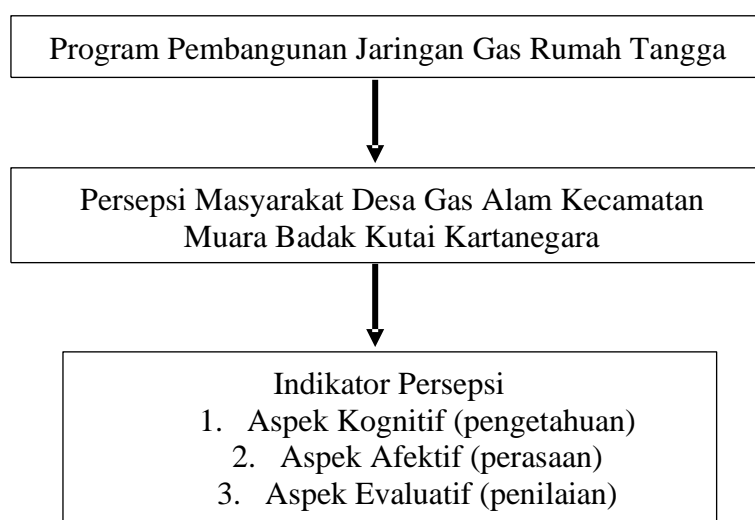 Program Pembangunan Jaringan Gas Rumah Tangga
Persepsi Masyarakat Desa Gas Alam Kecamatan
Muara Badak Kutai Kartanegara
Indikator Persepsi
1. Aspek Kognitif (pengetahuan)
2. Aspek Afektif (perasaan)
3. Aspek Evaluatif (penilaian)